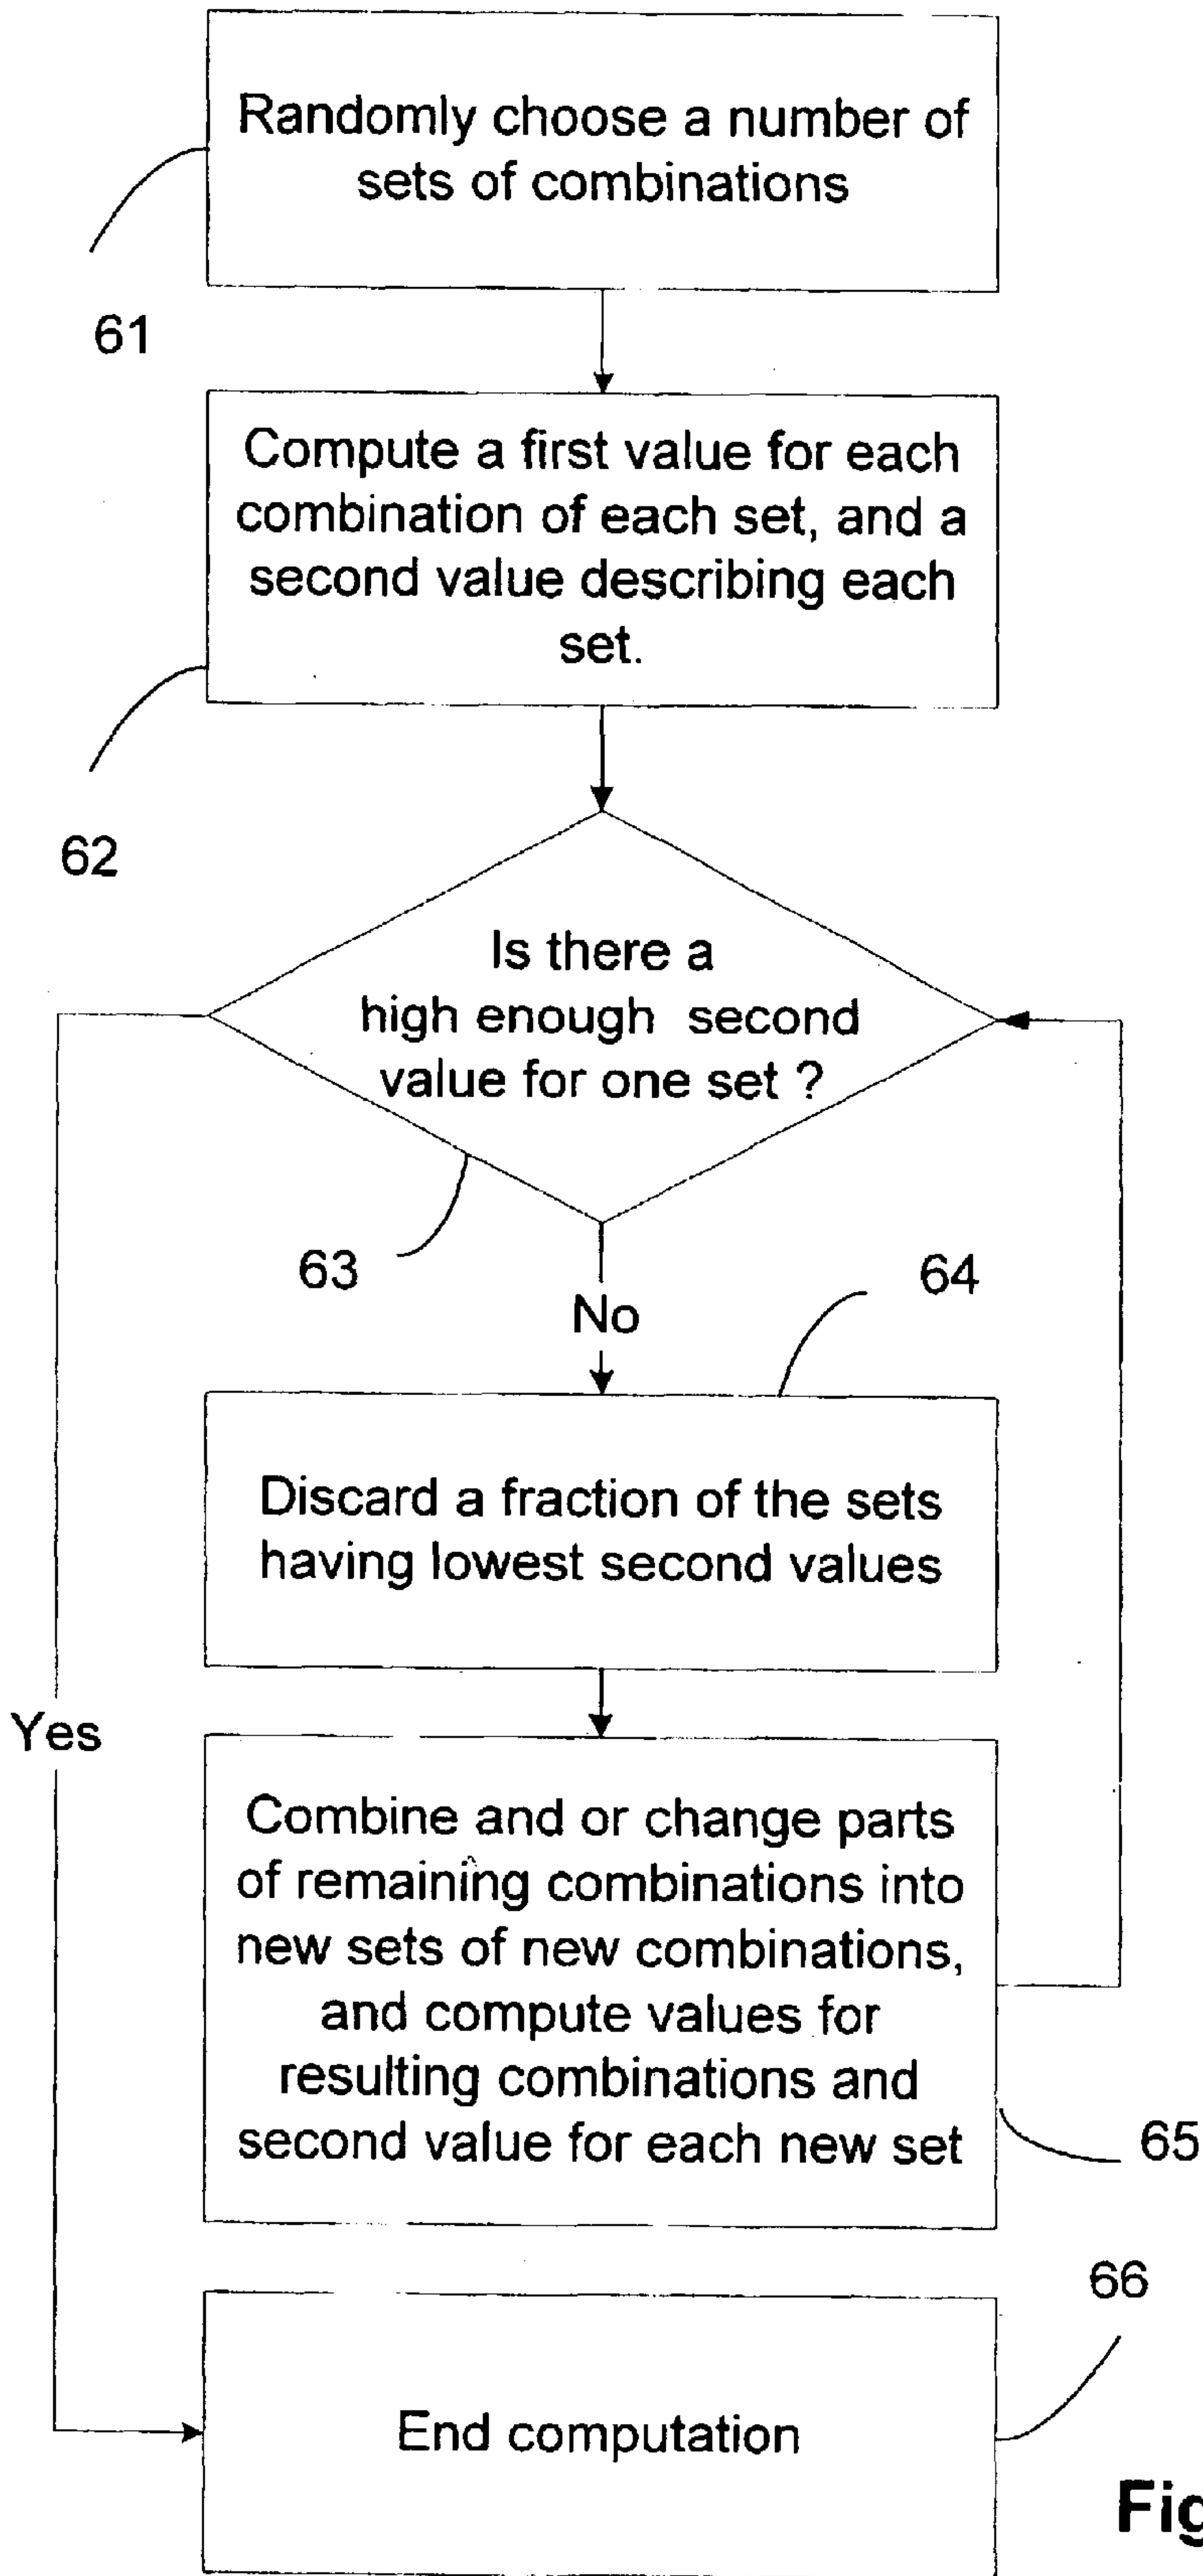 Randomly choose a number of
sets of combinations
61
Compute a first value for each
combination of each set, and a
second value describing each
set.
62
Is there a
high enough second
value for one set ?
63
No
64
Discard a fraction of the sets
having lowest second values
Yes
Combine and or change parts
of remaining combinations into
new sets of new combinations,
and compute values for
resulting combinations and
second value for each new set
65
66
End computation
Fig